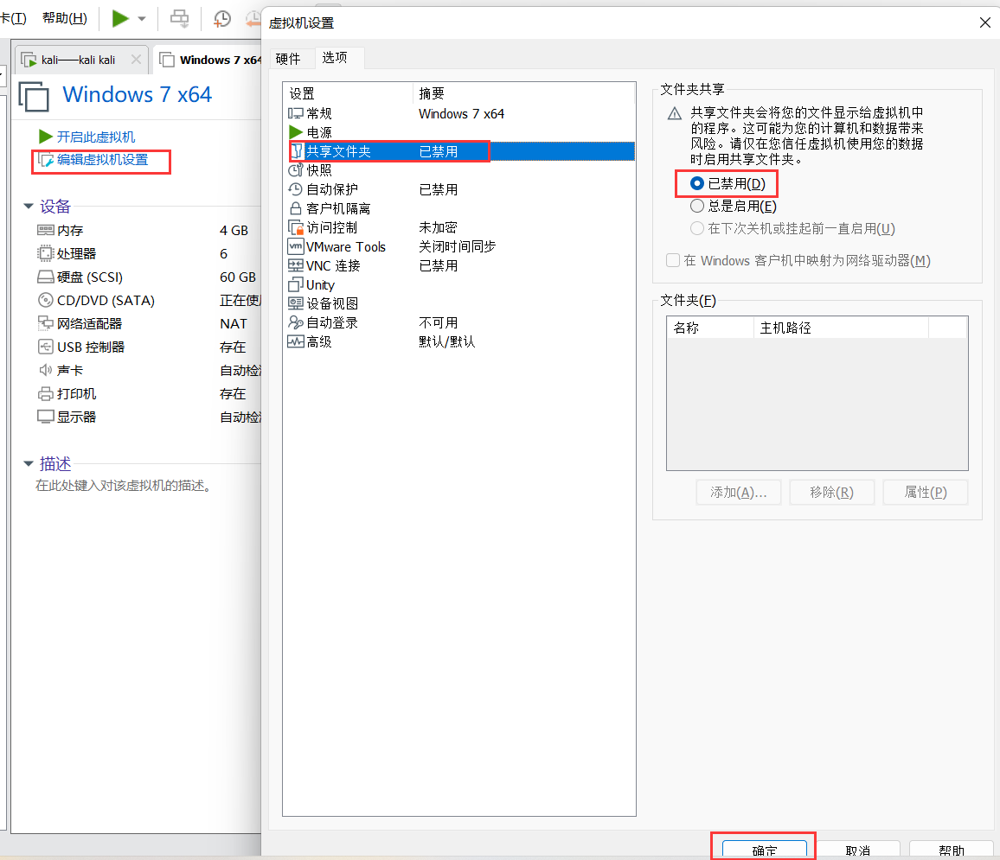 卡(T) 帮助(H)
kali——kali kali
Windows 7 x64
Windows 7 x64
开启此虚拟机
编辑虚拟机设置
设备
内存 4 GB
处理器 6
硬盘 (SCSI) 60 GB
CD/DVD (SATA) 正在使
网络适配器 NAT
USB 控制器 存在
声卡 自动检
打印机 存在
显示器 自动检
描述
在此处键入对该虚拟机的描述。
虚拟机设置
硬件 选项
设置 摘要
常规 Windows 7 x64
电源
共享文件夹 已禁用
快照
自动保护 已禁用
客户机隔离
访问控制 未加密
VMware Tools 关闭时间同步
VNC 连接 已禁用
Unity
设备视图
自动登录 不可用
高级 默认/默认
文件夹共享
共享文件夹会将您的文件显示给虚拟机中
的程序。这可能为您的计算机和数据带来
风险。请仅在您信任虚拟机使用您的数据
时启用共享文件夹。
已禁用(D)
总是启用(E)
在下次关机或挂起前一直启用(U)
在 Windows 客户机中映射为网络驱动器(M)
文件夹(F)
名称 主机路径
添加(A)... 移除(R) 属性(P)
确定 取消 帮助